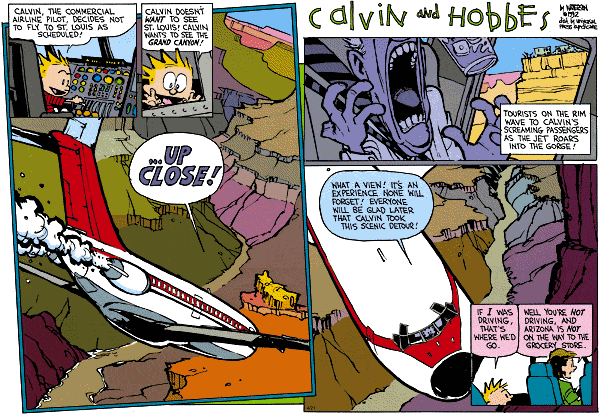 CALVIN, THE COMMERCIAL
AIRLINE PILOT, DECIDES NOT
TO FLY TO ST. LOUIS AS
SCHEDULED!
CALVIN DOESN'T
WANT TO SEE
ST. LOUIS! CALVIN
WANTS TO SEE THE
GRAND CANYON!
... UP
CLOSE!
CALVIN AND HOBBES
BY WATTERSON
TOURISTS ON THE RIM
WAVE TO CALVIN'S
SCREAMING PASSENGERS
AS THE JET ROARS
INTO THE GORGE!
WHAT A VIEW! IT'S AN
EXPERIENCE NONE WILL
FORGET! EVERYONE
WILL BE GLAD LATER
THAT CALVIN TOOK
THIS SCENIC DETOUR!
IF I WAS
DRIVING,
THAT'S
WHERE WE'D
GO.
WELL YOU'RE NOT
DRIVING, AND
ARIZONA IS NOT
ON THE WAY TO THE
GROCERY STORE.